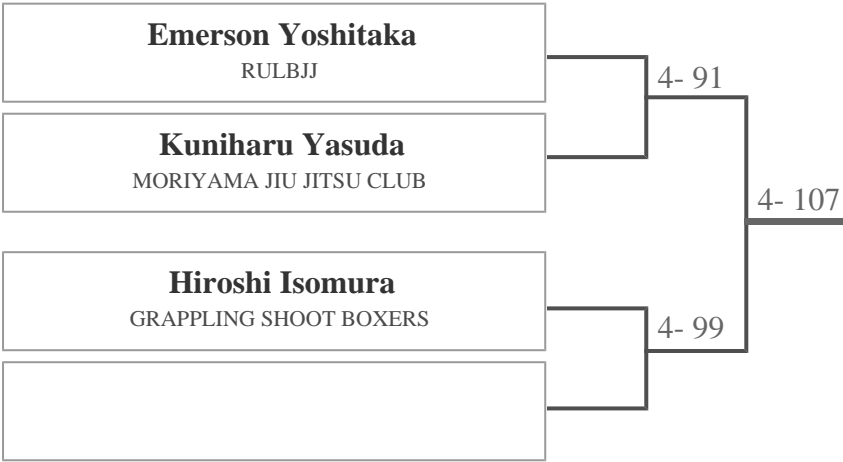 Emerson Yoshitaka
RULBJJ
4- 91
Kuniharu Yasuda
MORIYAMA JIU JITSU CLUB
4- 107
Hiroshi Isomura
GRAPPLING SHOOT BOXERS
4- 99